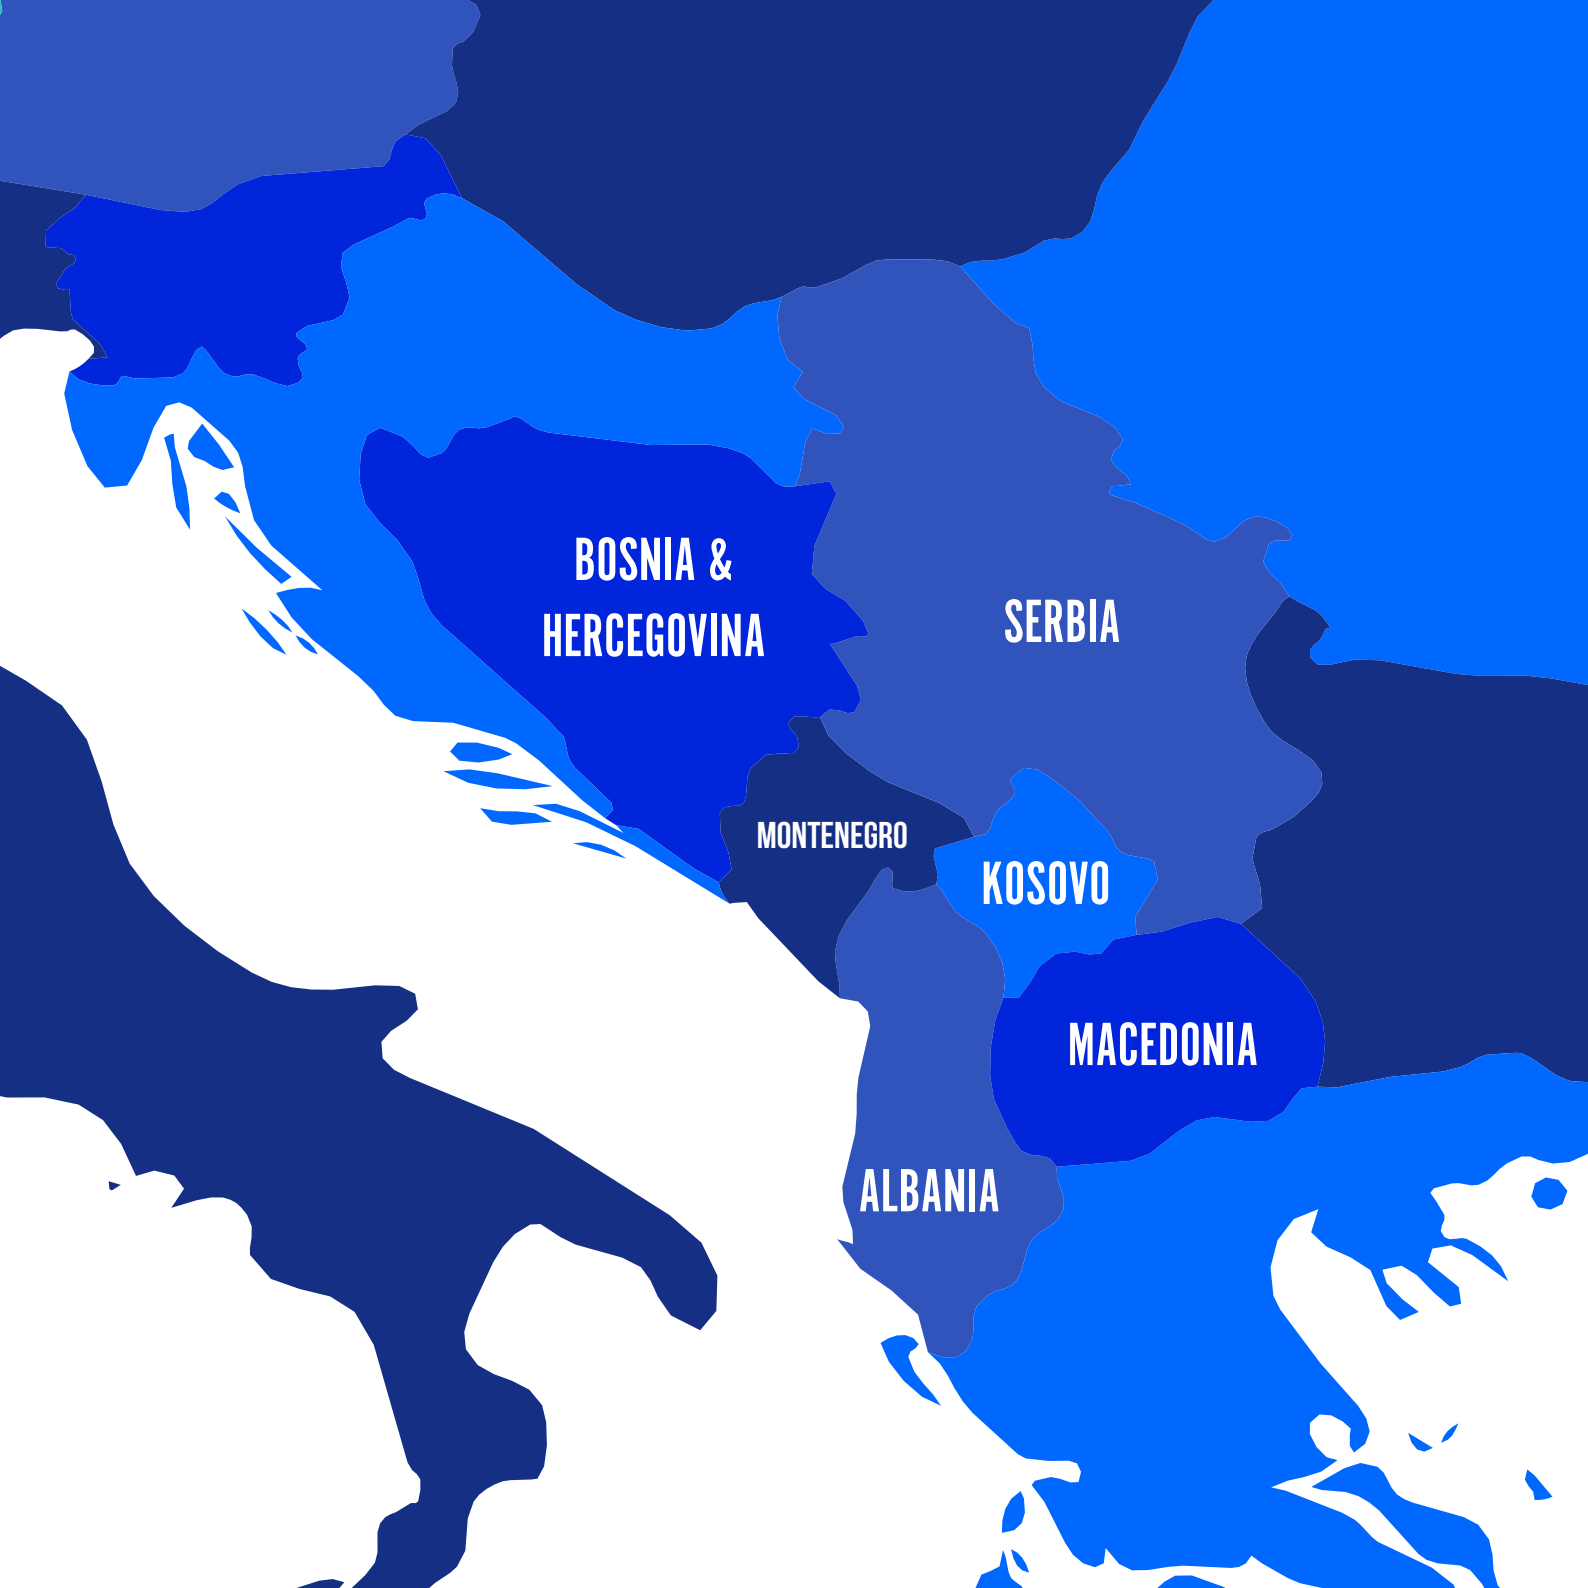 BOSNIA &
HERCEGOVINA
SERBIA
MONTENEGRO
KOSOVO
MACEDONIA
ALBANIA